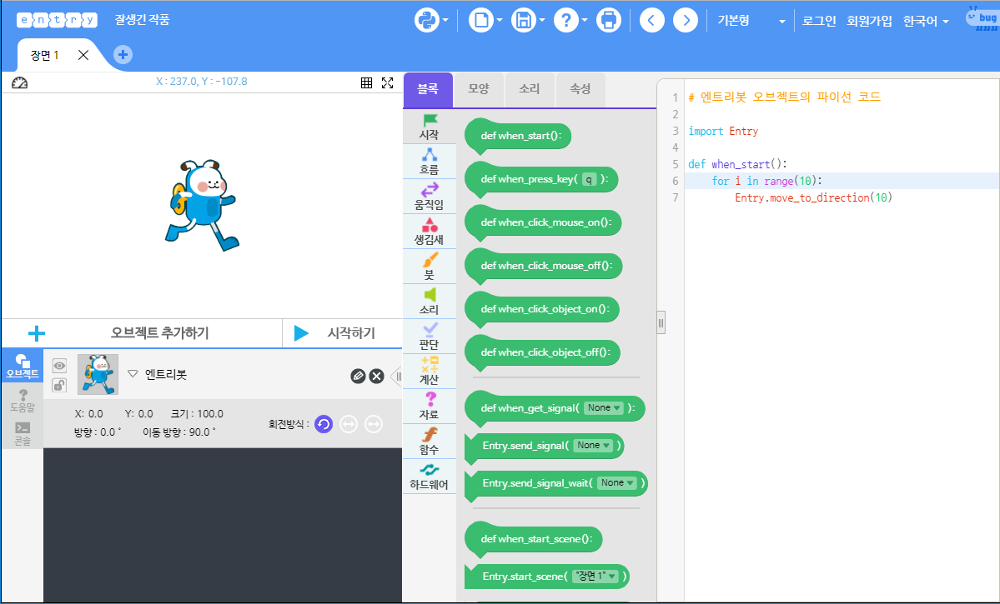 entry 잘생긴 작품 ? 기본형 로그인 회원가입 한국어 bug
장면 1
X : 237.0, Y : -107.8
블록 모양 소리 속성
오브젝트 추가하기 시작하기
오브젝트
도움말
콘솔
엔트리봇
X: 0.0 Y: 0.0 크기 : 100.0
방향 : 0.0 ˚ 이동 방향 : 90.0 ˚ 회전방식 :
시작
흐름
움직임
생김새
붓
소리
판단
계산
자료
함수
하드웨어
def when_start():
def when_press_key( q ):
def when_click_mouse_on():
def when_click_mouse_off():
def when_click_object_on():
def when_click_object_off():
def when_get_signal( None ▼ ):
Entry.send_signal( None ▼ )
Entry.send_signal_wait( None ▼ )
def when_start_scene():
Entry.start_scene( "장면 1" ▼ )
1 # 엔트리봇 오브젝트의 파이선 코드
2
3 import Entry
4
5 def when_start():
6     for i in range(10):
7         Entry.move_to_direction(10)